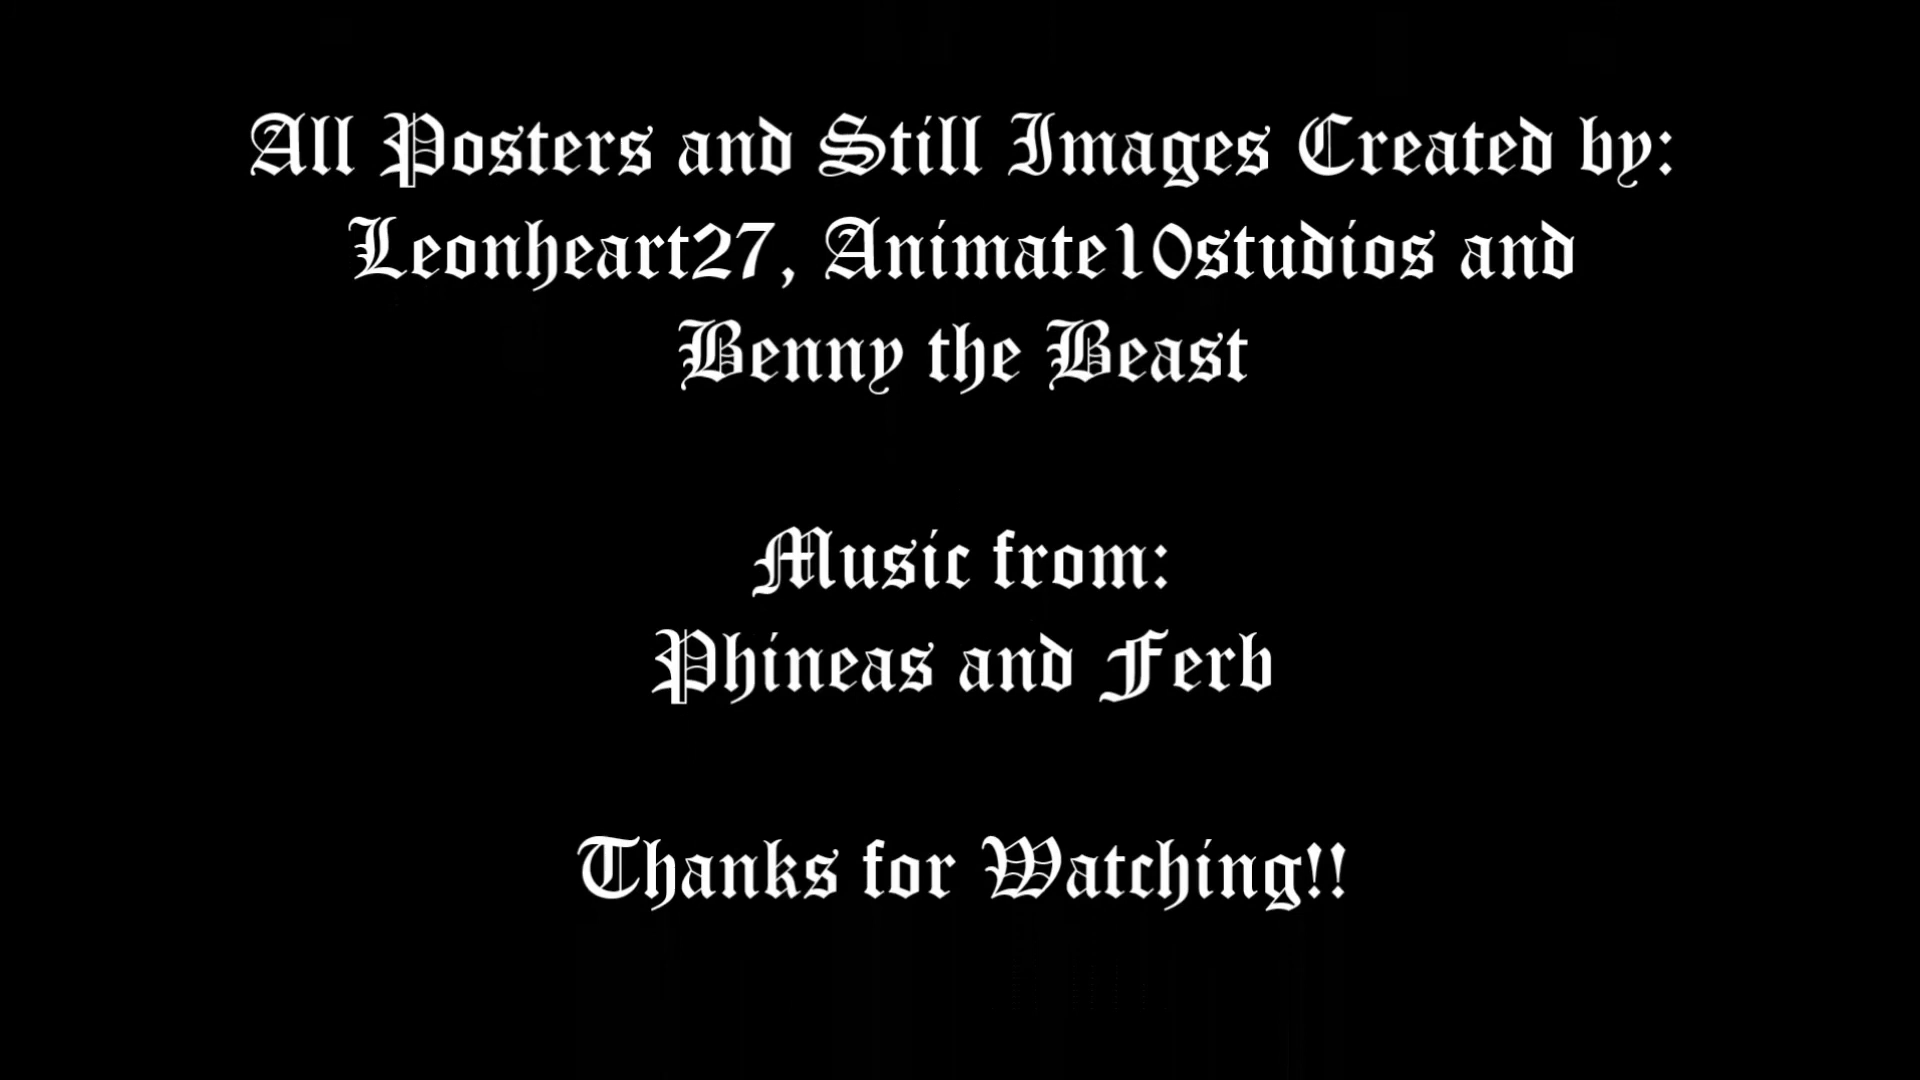 All Posters and Still Images Created by:
Leonheart27, Animate10studios and
Benny the Beast
Music from:
Phineas and Ferb
Thanks for Watching!!